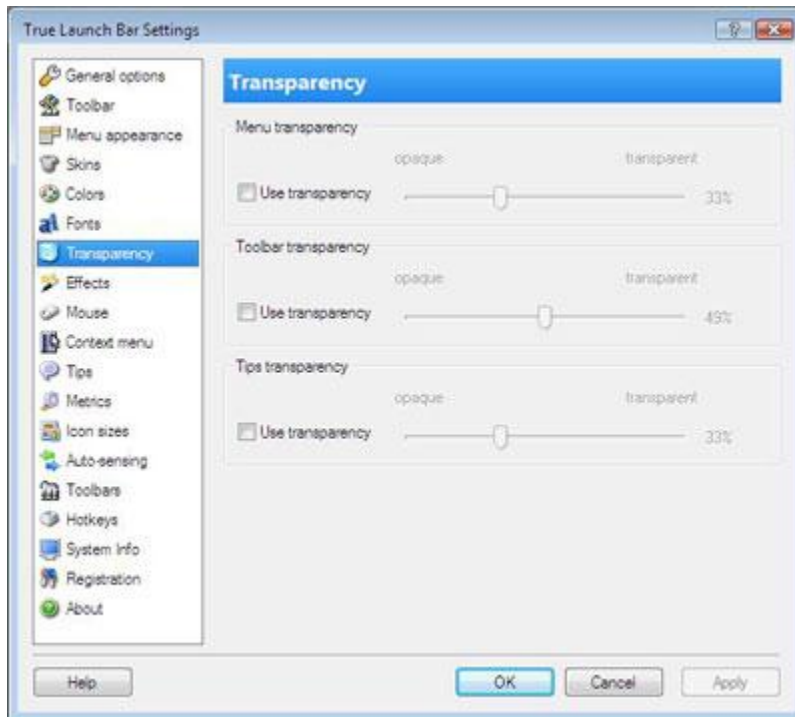 True Launch Bar Settings
General options
Toolbar
Menu appearance
Skins
Colors
Fonts
Transparency
Effects
Mouse
Context menu
Tips
Metrics
Icon sizes
Auto-sensing
Toolbars
Hotkeys
System Info
Registration
About
Transparency
Menu transparency
opaque transparent
Use transparency 33%
Toolbar transparency
opaque transparent
Use transparency 49%
Tips transparency
opaque transparent
Use transparency 33%
Help OK Cancel Apply